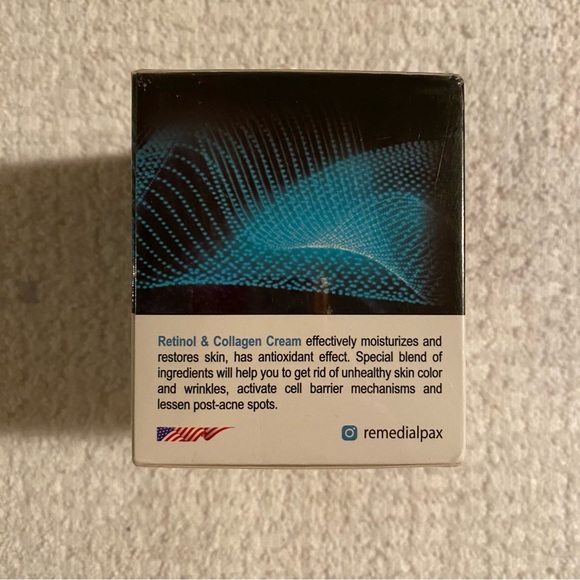 Retinol & Collagen Cream effectively moisturizes and
restores skin, has antioxidant effect. Special blend of
ingredients will help you to get rid of unhealthy skin color
and wrinkles, activate cell barrier mechanisms and
lessen post-acne spots.
remedialpax